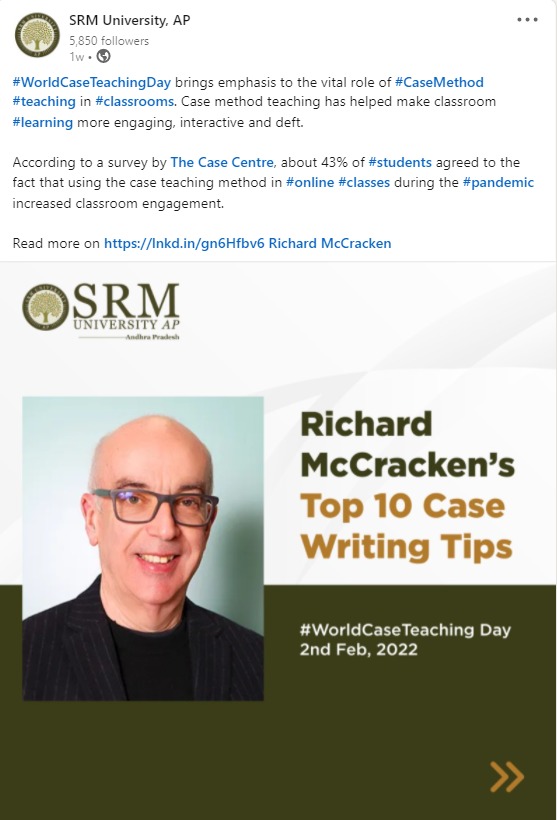 SRM University, AP
5,850 followers
1w •
#WorldCaseTeachingDay brings emphasis to the vital role of #CaseMethod
#teaching in #classrooms. Case method teaching has helped make classroom
#learning more engaging, interactive and deft.
According to a survey by The Case Centre, about 43% of #students agreed to the
fact that using the case teaching method in #online #classes during the #pandemic
increased classroom engagement.
Read more on https://lnkd.in/gn6Hfbv6 Richard McCracken
SRM
UNIVERSITY AP
Andhra Pradesh
Richard
McCracken's
Top 10 Case
Writing Tips
#WorldCaseTeaching Day
2nd Feb, 2022